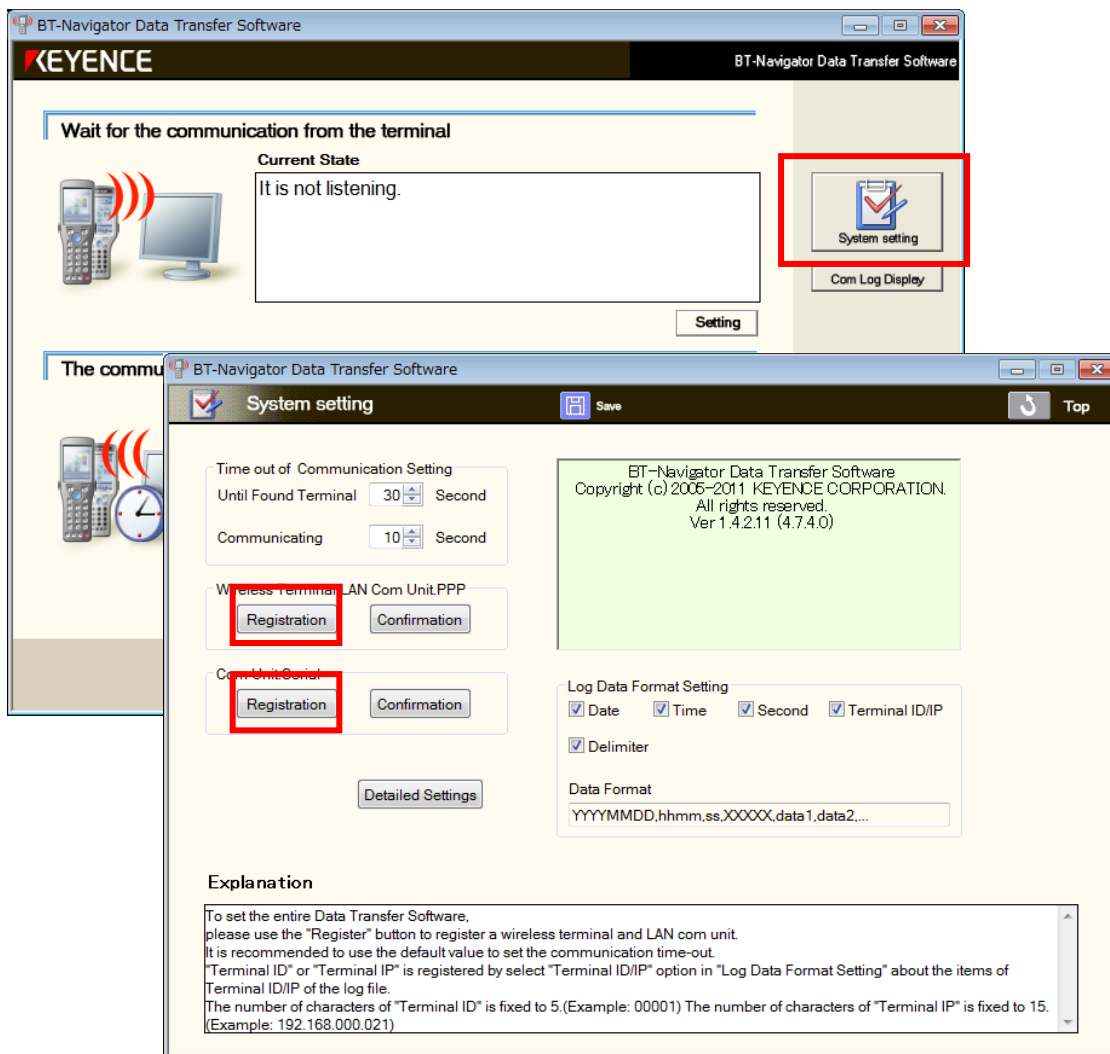 BT-Navigator Data Transfer Software
KEYENCE
BT-Navigator Data Transfer Software
Wait for the communication from the terminal
Current State
It is not listening.
System setting
Com Log Display
Setting
The commu
BT-Navigator Data Transfer Software
System setting
Save
Top
Time out of Communication Setting
Until Found Terminal 30 Second
Communicating 10 Second
BT-Navigator Data Transfer Software
Copyright (c) 2005-2011 KEYENCE CORPORATION.
All rights reserved.
Ver 1.4.2.11 (4.7.4.0)
Wireless Terminal LAN Com Unit.PPP
Registration Confirmation
Com Unit.Serial
Registration Confirmation
Log Data Format Setting
Date Time Second Terminal ID/IP
Delimiter
Detailed Settings
Data Format
YYYYMMDD,hhmm,ss,XXXXX,data1,data2,...
Explanation
To set the entire Data Transfer Software,
please use the "Register" button to register a wireless terminal and LAN com unit.
It is recommended to use the default value to set the communication time-out.
"Terminal ID" or "Terminal IP" is registered by select "Terminal ID/IP" option in "Log Data Format Setting" about the items of
Terminal ID/IP of the log file.
The number of characters of "Terminal ID" is fixed to 5.(Example: 00001) The number of characters of "Terminal IP" is fixed to 15.
(Example: 192.168.000.021)